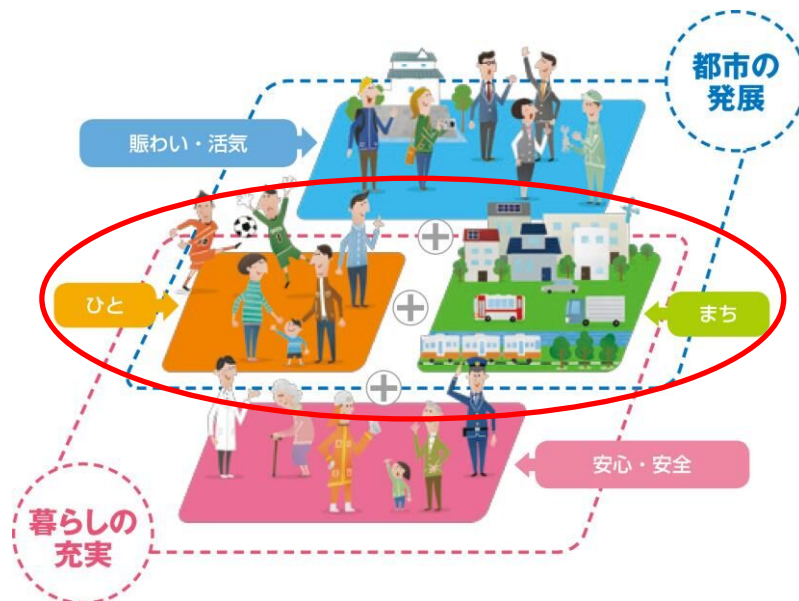 都市の
発展
賑わい・活気
ひと
まち
安心・安全
暮らしの
充実